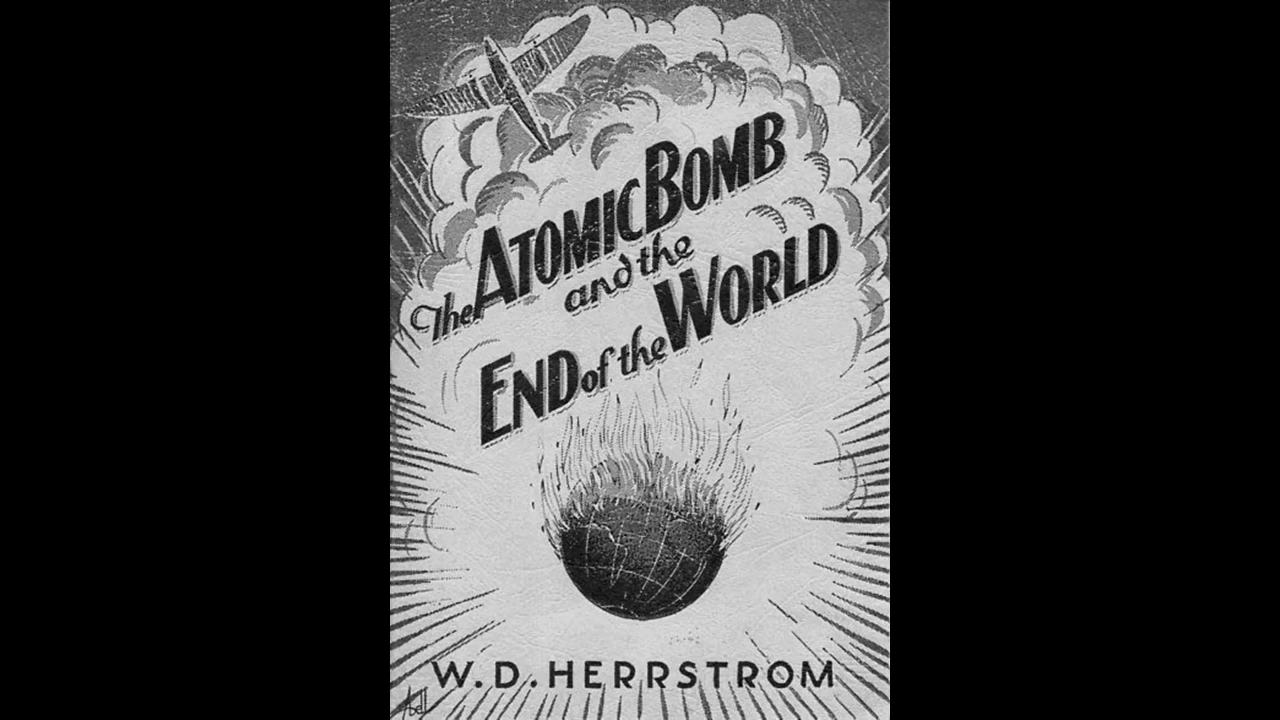 The ATOMIC BOMB
and the
END of the WORLD
W. D. HERRSTROM